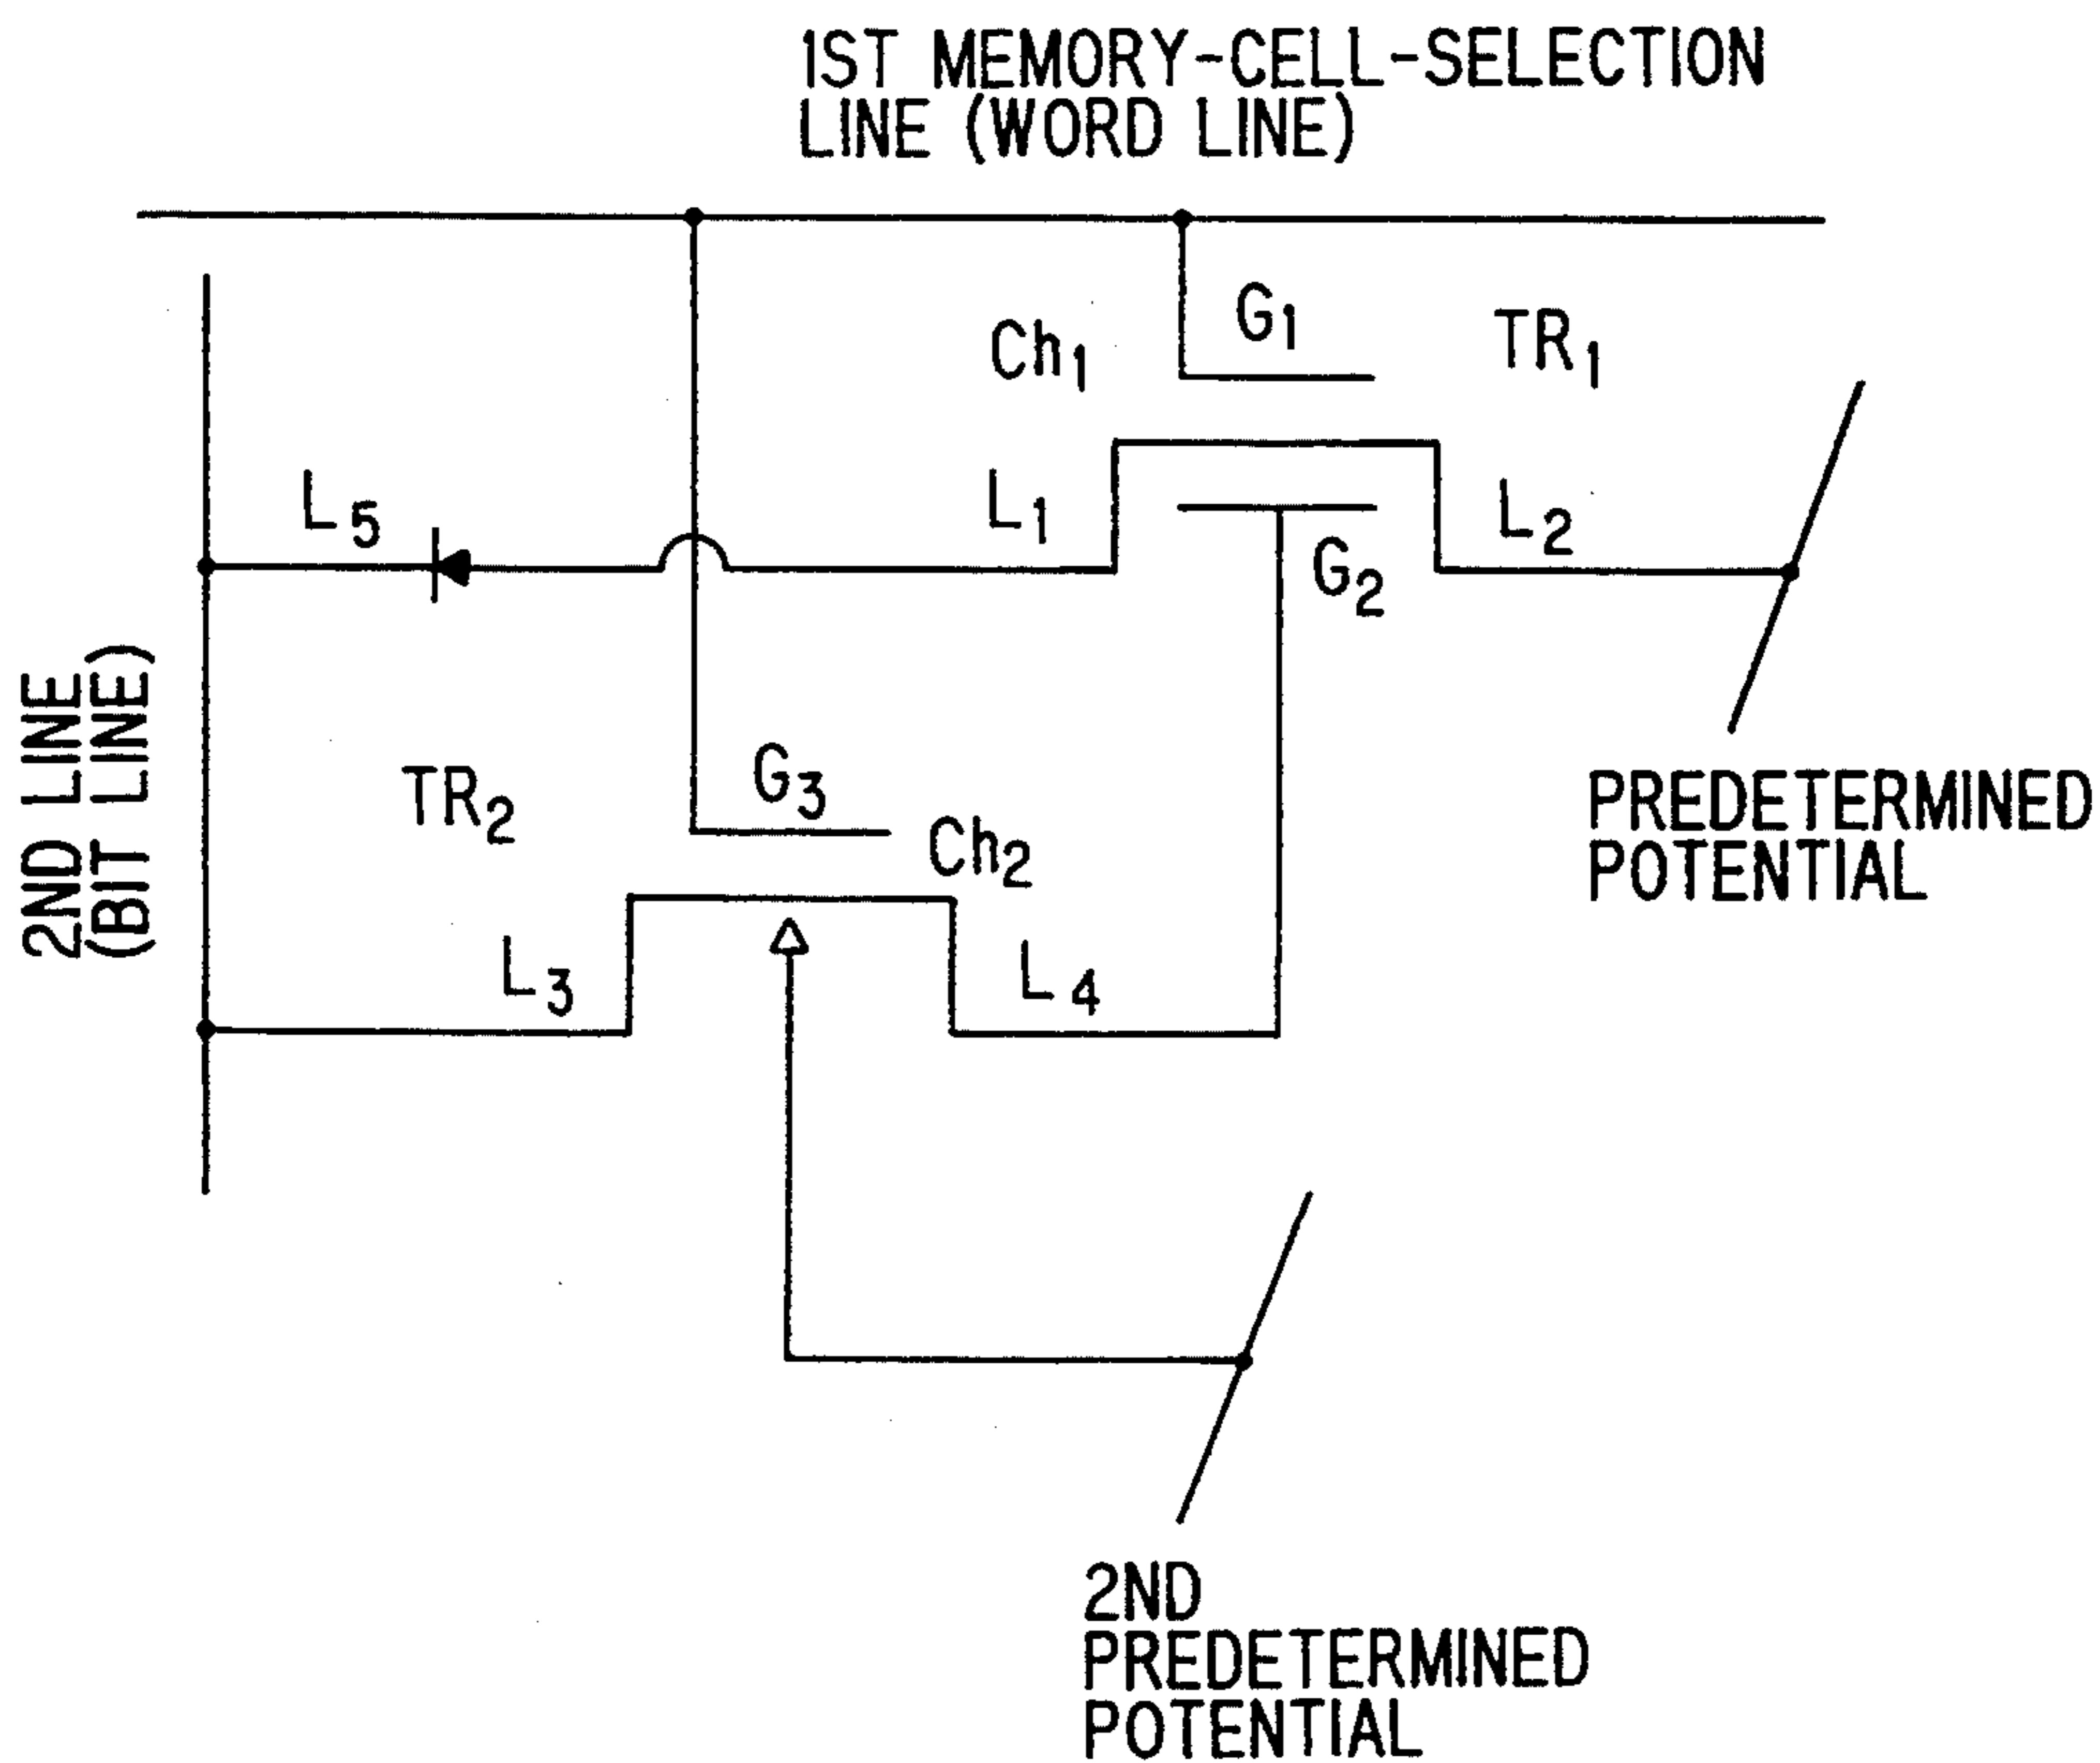 1ST MEMORY-CELL-SELECTION
LINE (WORD LINE)
G1
Ch1
TR1
L5
L1
L2
G2
2ND LINE
(BIT LINE)
TR2
G3
Ch2
PREDETERMINED
POTENTIAL
L3
L4
2ND
PREDETERMINED
POTENTIAL